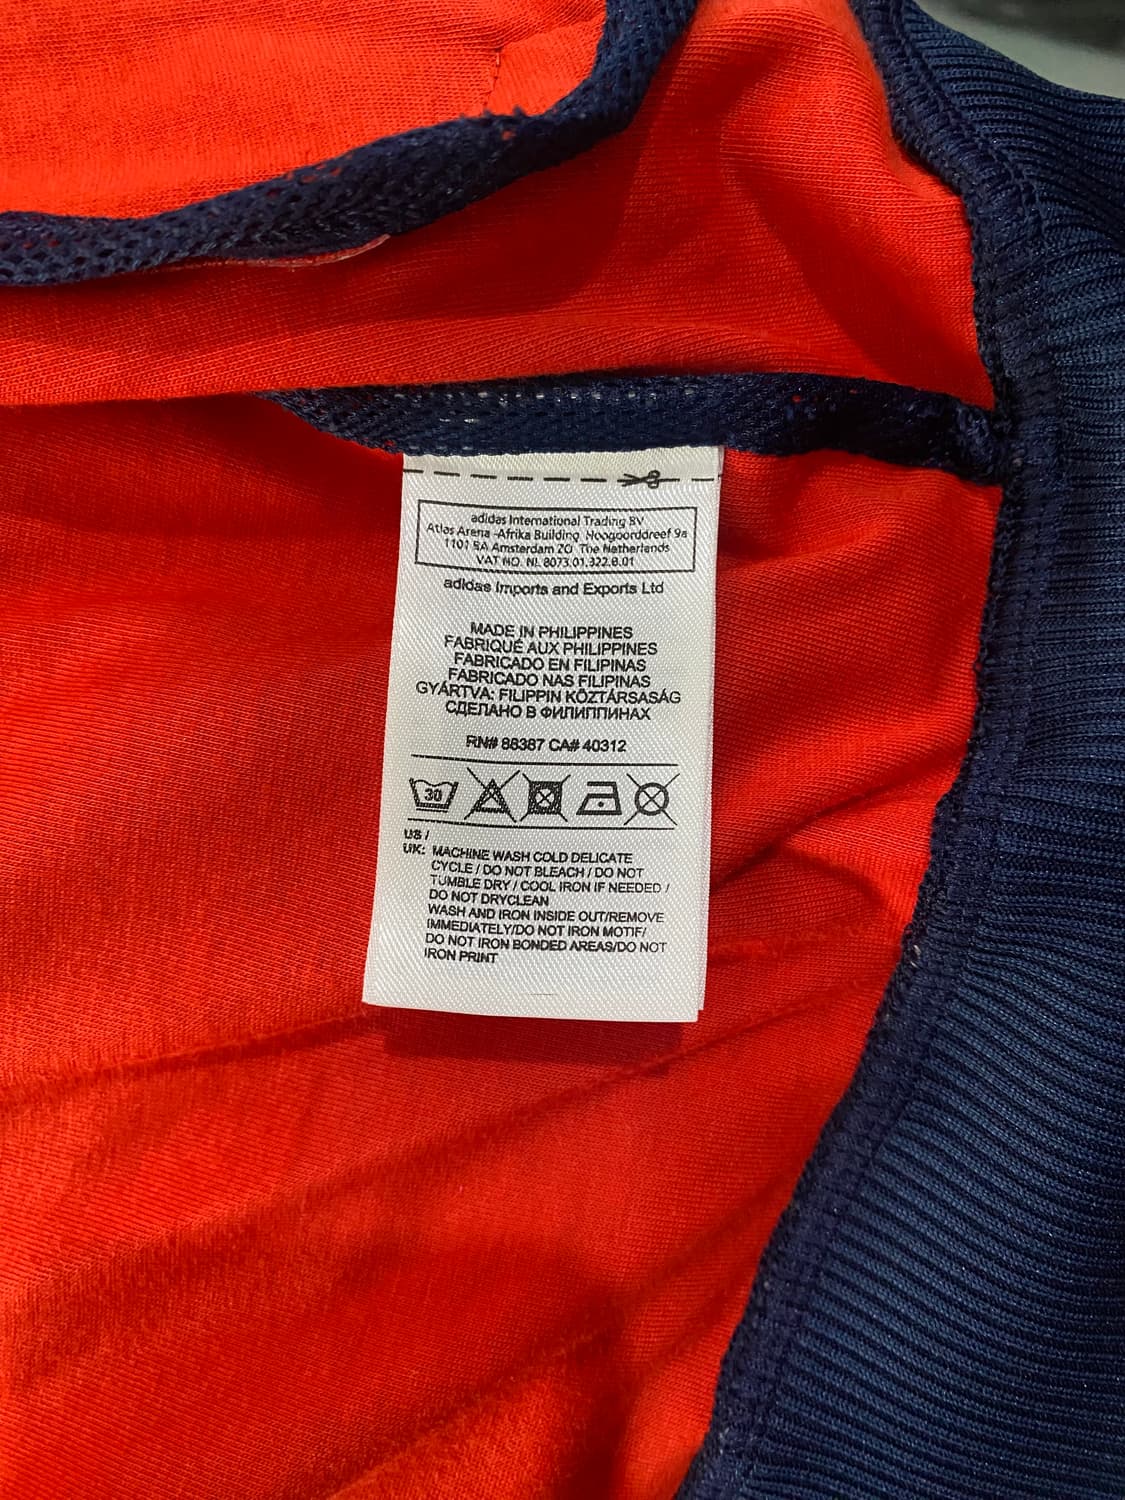 adidas International Trading BV
Atlas Arena -Afrika Building Hoogoorddreef 9a
1101 BA Amsterdam ZO The Netherlands
VAT NO. NL 8073.01.322.B.01
adidas Imports and Exports Ltd
MADE IN PHILIPPINES
FABRIQUÉ AUX PHILIPPINES
FABRICADO EN FILIPINAS
FABRICADO NAS FILIPINAS
GYÁRTVA: FILIPPIN KÖZTÁRSASÁG
СДЕЛАНО В ФИЛИППИНАХ
RN# 88387 CA# 40312
30
US /
UK: MACHINE WASH COLD DELICATE
CYCLE / DO NOT BLEACH / DO NOT
TUMBLE DRY / COOL IRON IF NEEDED /
DO NOT DRYCLEAN
WASH AND IRON INSIDE OUT/REMOVE
IMMEDIATELY/DO NOT IRON MOTIF/
DO NOT IRON BONDED AREAS/DO NOT
IRON PRINT